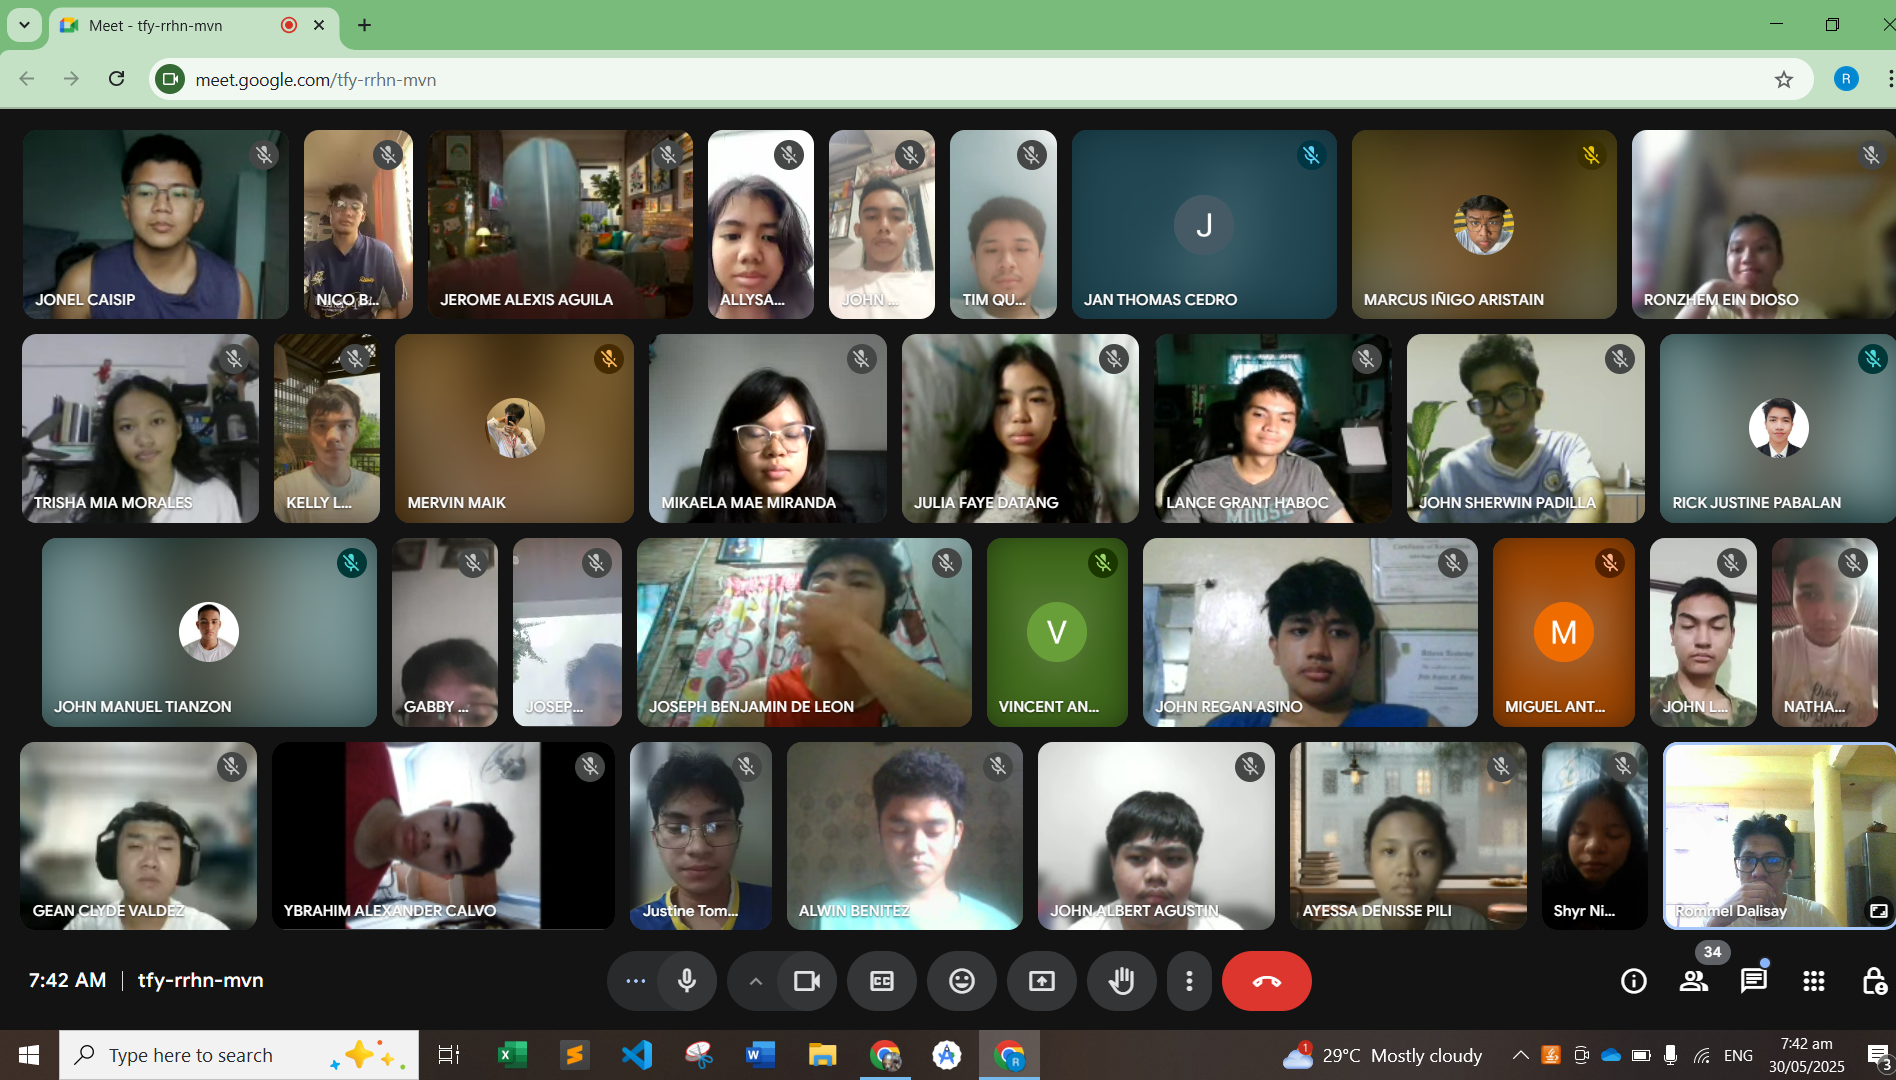 Meet - tfy-rrhn-mvn
meet.google.com/tfy-rrhn-mvn
R
JONEL CAISIP
NICO B...
JEROME ALEXIS AGUILA
ALLYSA...
JOHN ...
TIM QU...
J
JAN THOMAS CEDRO
MARCUS IÑIGO ARISTAIN
RONZHEM EIN DIOSO
TRISHA MIA MORALES
KELLY L...
MERVIN MAIK
MIKAELA MAE MIRANDA
JULIA FAYE DATANG
LANCE GRANT HABOC
JOHN SHERWIN PADILLA
RICK JUSTINE PABALAN
JOHN MANUEL TIANZON
GABBY ...
JOSEP...
JOSEPH BENJAMIN DE LEON
V
VINCENT AN...
JOHN REGAN ASINO
M
MIGUEL ANT...
JOHN L...
NATHA...
GEAN CLYDE VALDEZ
YBRAHIM ALEXANDER CALVO
Justine Tom...
ALWIN BENITEZ
JOHN ALBERT AGUSTIN
AYESSA DENISSE PILI
Shyr Ni...
Rommel Dalisay
7:42 AM | tfy-rrhn-mvn
34
Type here to search
1
29°C Mostly cloudy
ENG
7:42 am
30/05/2025
3